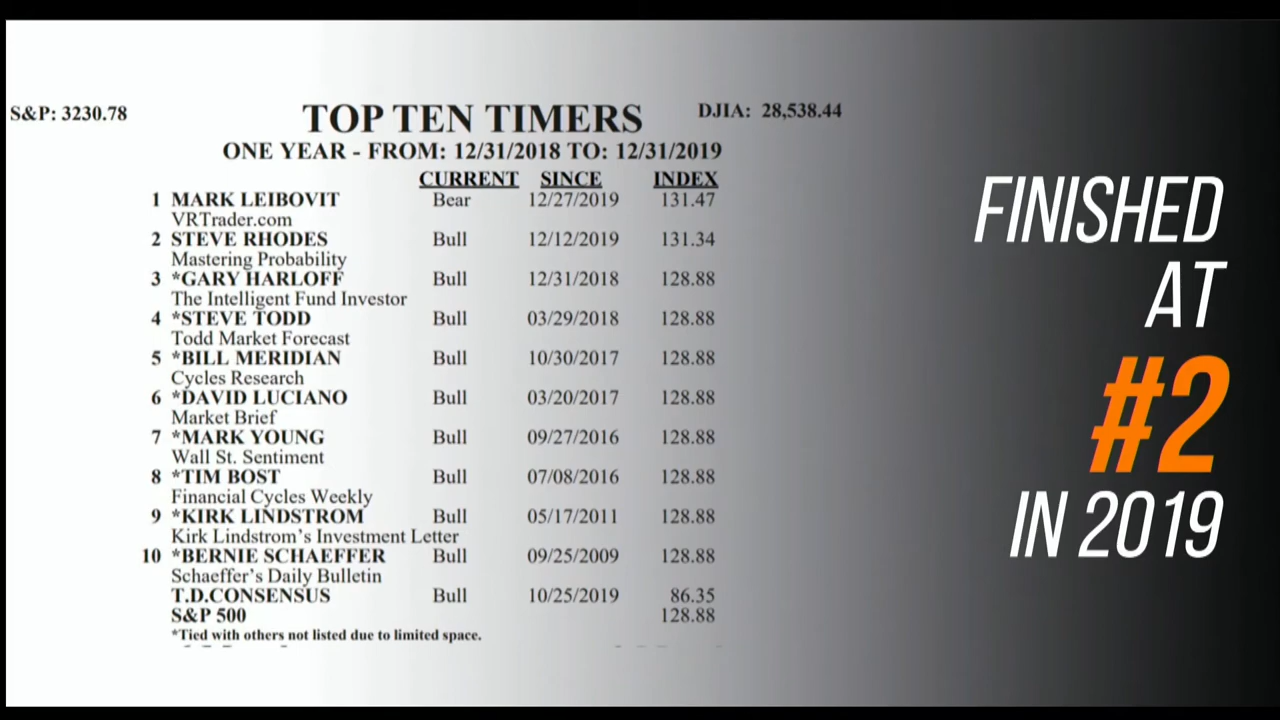 S&P: 3230.78
TOP TEN TIMERS
DJIA: 28,538.44
ONE YEAR - FROM: 12/31/2018 TO: 12/31/2019
CURRENT SINCE INDEX
1 MARK LEIBOVIT Bear 12/27/2019 131.47
VRTrader.com
2 STEVE RHODES Bull 12/12/2019 131.34
Mastering Probability
3 *GARY HARLOFF Bull 12/31/2018 128.88
The Intelligent Fund Investor
4 *STEVE TODD Bull 03/29/2018 128.88
Todd Market Forecast
5 *BILL MERIDIAN Bull 10/30/2017 128.88
Cycles Research
6 *DAVID LUCIANO Bull 03/20/2017 128.88
Market Brief
7 *MARK YOUNG Bull 09/27/2016 128.88
Wall St. Sentiment
8 *TIM BOST Bull 07/08/2016 128.88
Financial Cycles Weekly
9 *KIRK LINDSTROM Bull 05/17/2011 128.88
Kirk Lindstrom's Investment Letter
10 *BERNIE SCHAEFFER Bull 09/25/2009 128.88
Schaeffer's Daily Bulletin
T.D.CONSENSUS Bull 10/25/2019 86.35
S&P 500 128.88
*Tied with others not listed due to limited space.
FINISHED
AT
#2
IN 2019